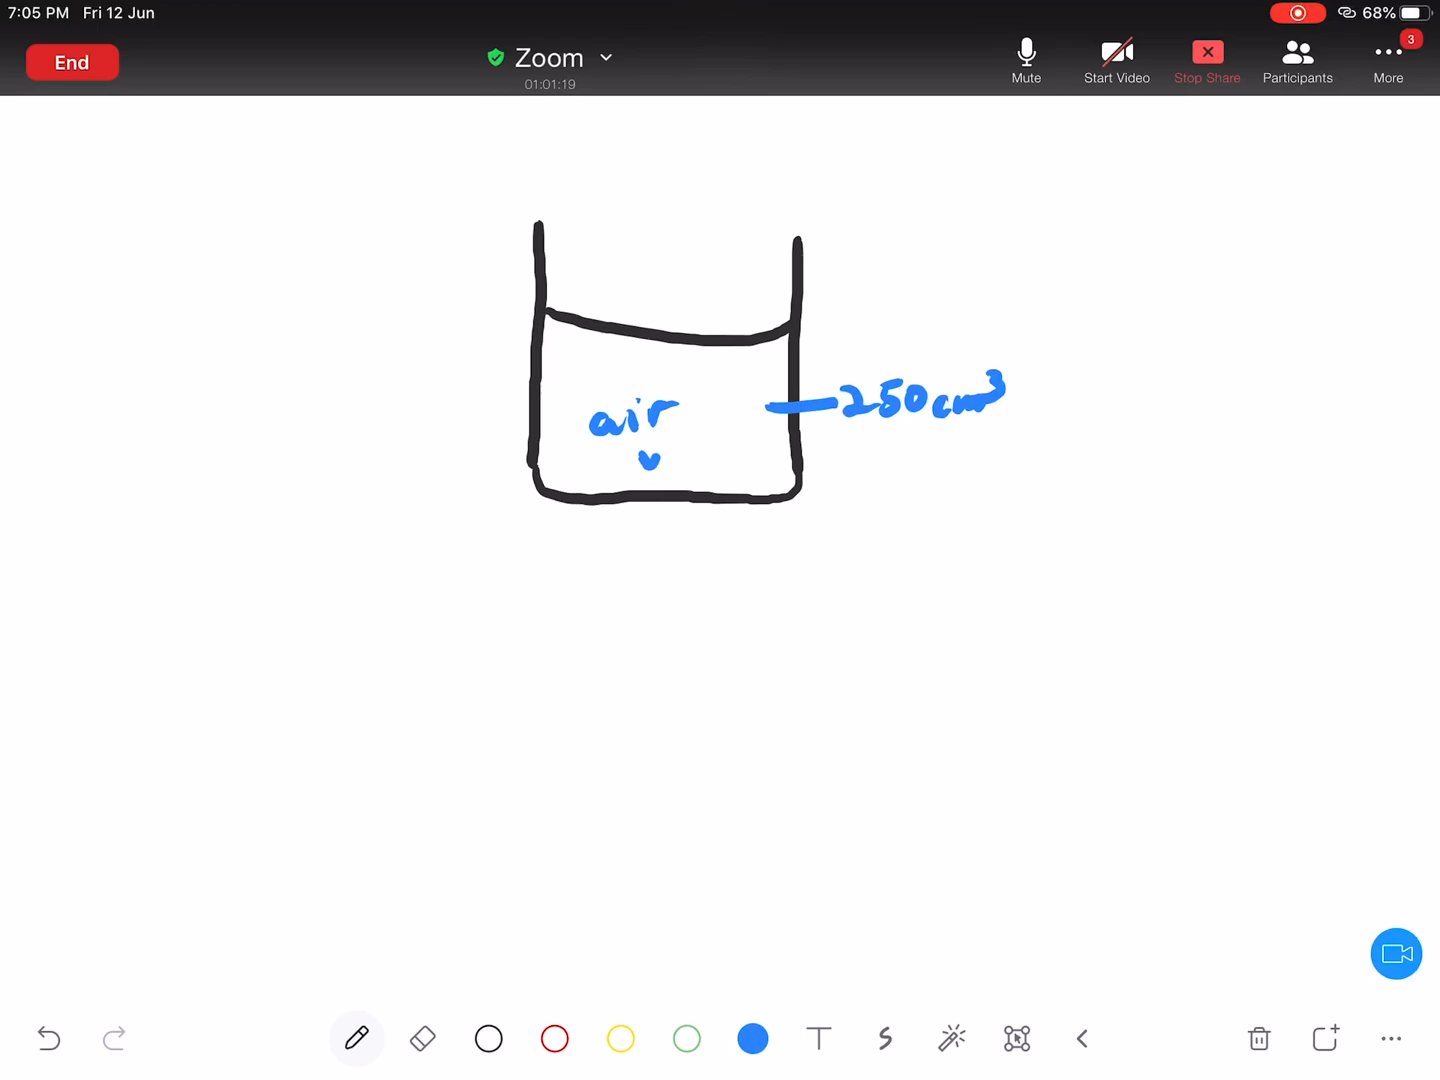 7:05 PM Fri 12 Jun
68%
End
Zoom
01:01:19
Mute
Start Video
Stop Share
Participants
More
3
air
250cm³
T